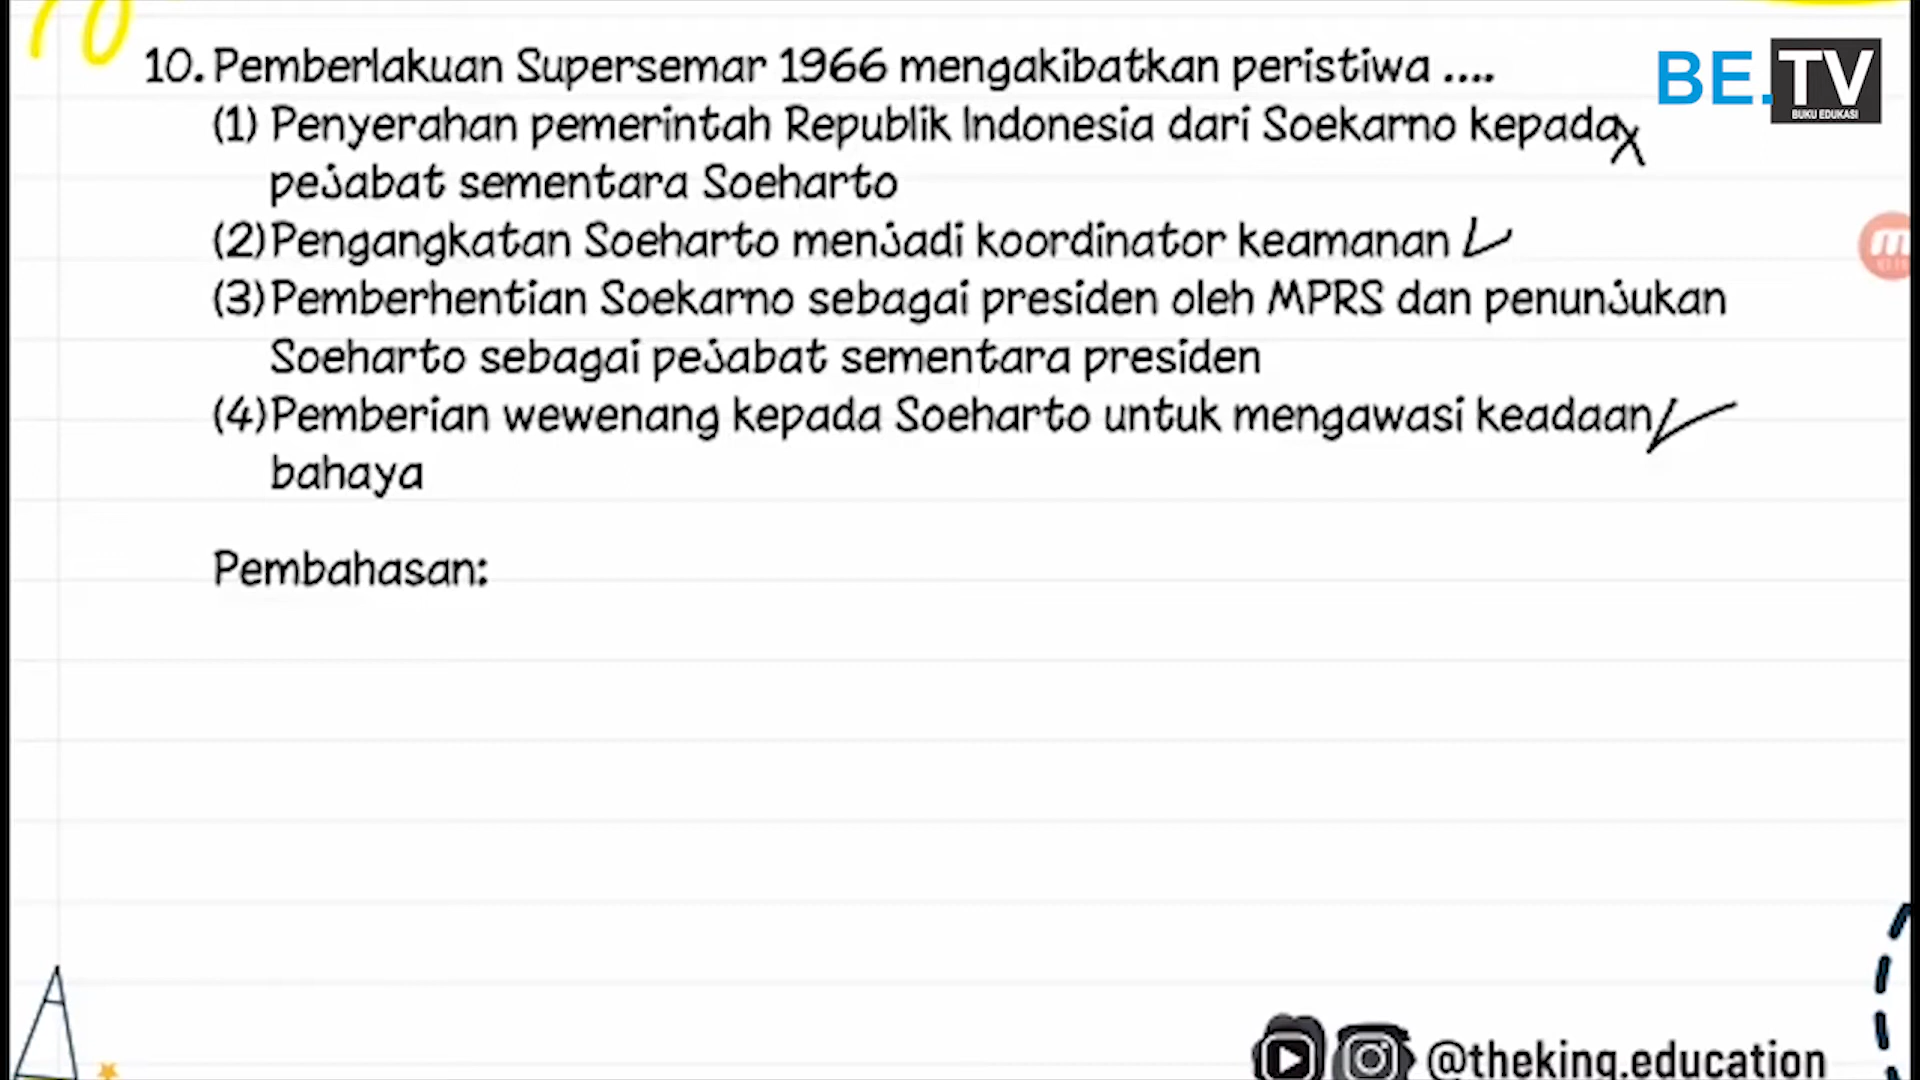 BE.TV
BUKU EDUKASI
10. Pemberlakuan Supersemar 1966 mengakibatkan peristiwa ....
(1) Penyerahan pemerintah Republik Indonesia dari Soekarno kepada
pejabat sementara Soeharto
(2) Pengangkatan Soeharto menjadi koordinator keamanan
(3) Pemberhentian Soekarno sebagai presiden oleh MPRS dan penunjukan
Soeharto sebagai pejabat sementara presiden
(4) Pemberian wewenang kepada Soeharto untuk mengawasi keadaan
bahaya
Pembahasan:
@theking.education